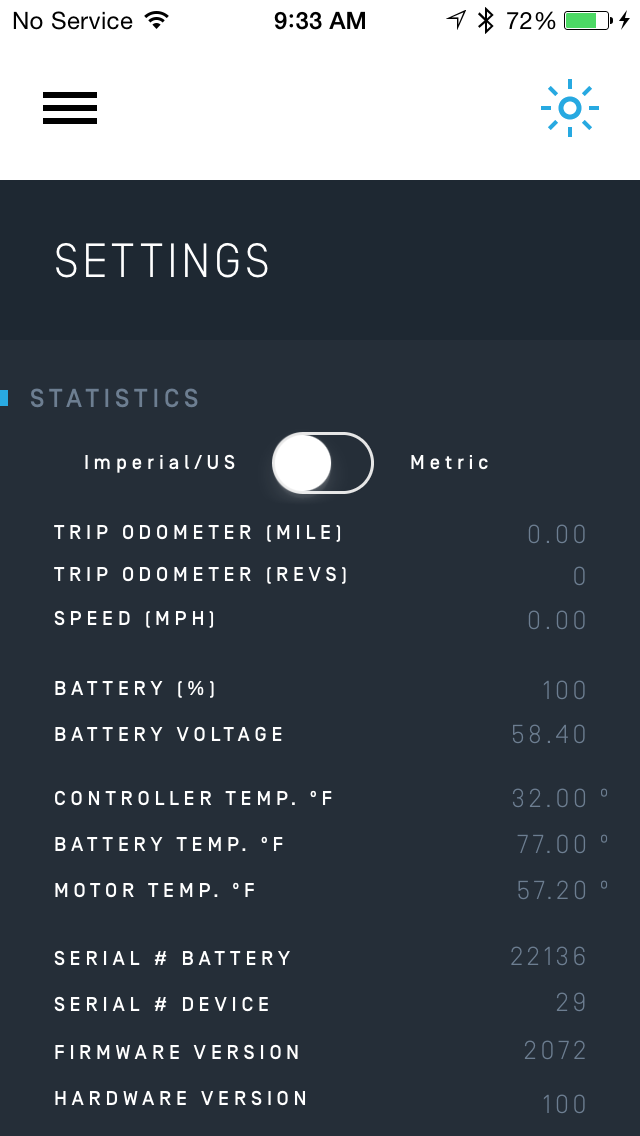 No Service 9:33 AM 72%
SETTINGS
STATISTICS
Imperial/US Metric
TRIP ODOMETER (MILE) 0.00
TRIP ODOMETER (REVS) 0
SPEED (MPH) 0.00
BATTERY (%) 100
BATTERY VOLTAGE 58.40
CONTROLLER TEMP. °F 32.00 °
BATTERY TEMP. °F 77.00 °
MOTOR TEMP. °F 57.20 °
SERIAL # BATTERY 22136
SERIAL # DEVICE 29
FIRMWARE VERSION 2072
HARDWARE VERSION 100